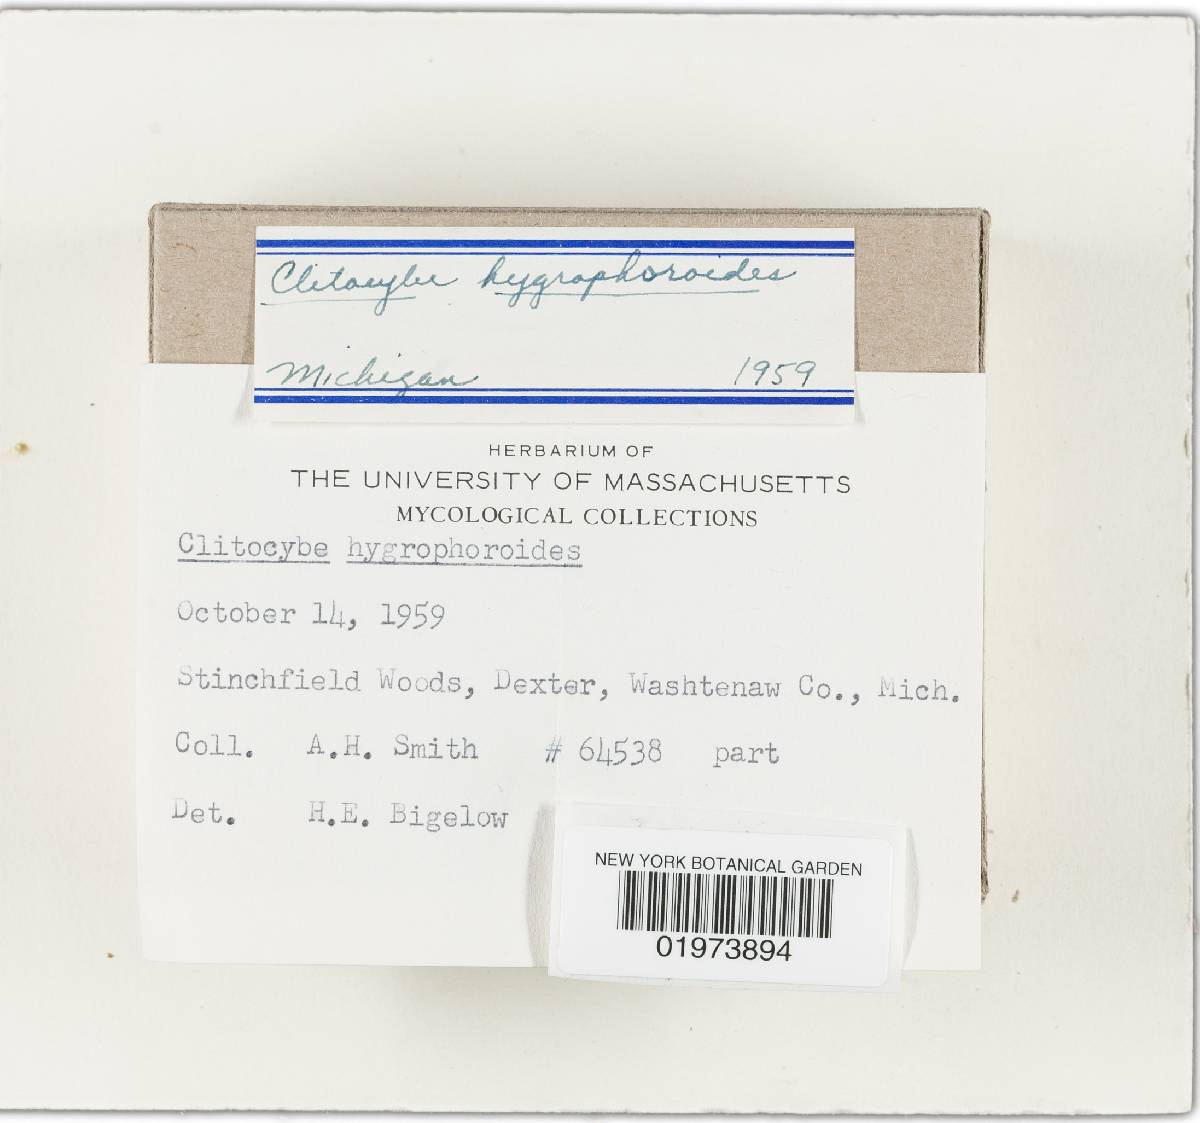 Clitocybe hygrophoroides
Michigan 1959
HERBARIUM OF
THE UNIVERSITY OF MASSACHUSETTS
MYCOLOGICAL COLLECTIONS
Clitocybe hygrophoroides
October 14, 1959
Stinchfield Woods, Dexter, Washtenaw Co., Mich.
Coll. A.H. Smith # 64538 part
Det. H.E. Bigelow
NEW YORK BOTANICAL GARDEN
01973894